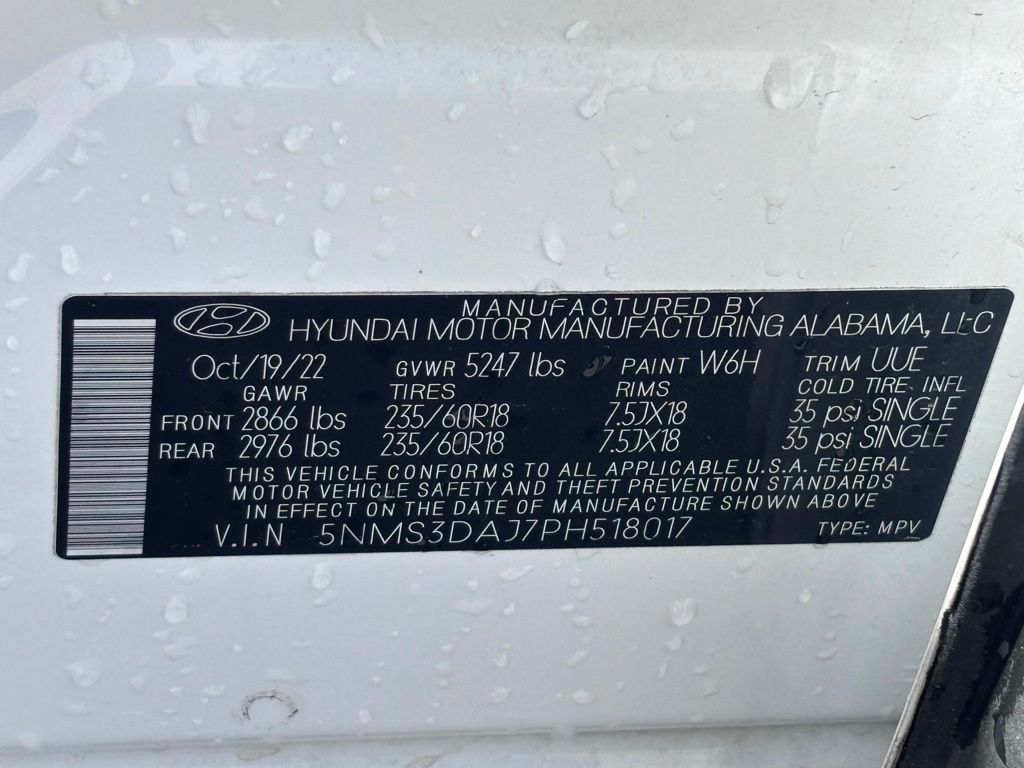 MANUFACTURED BY
HYUNDAI MOTOR MANUFACTURING ALABAMA, LLC
Oct/19/22 GVWR 5247 lbs PAINT W6H TRIM UUE
GAWR TIRES RIMS COLD TIRE INFL
FRONT 2866 lbs 235/60R18 7.5JX18 35 psi SINGLE
REAR 2976 lbs 235/60R18 7.5JX18 35 psi SINGLE
THIS VEHICLE CONFORMS TO ALL APPLICABLE U.S.A. FEDERAL
MOTOR VEHICLE SAFETY AND THEFT PREVENTION STANDARDS
IN EFFECT ON THE DATE OF MANUFACTURE SHOWN ABOVE
V.I.N 5NMS3DAJ7PH518017 TYPE: MPV